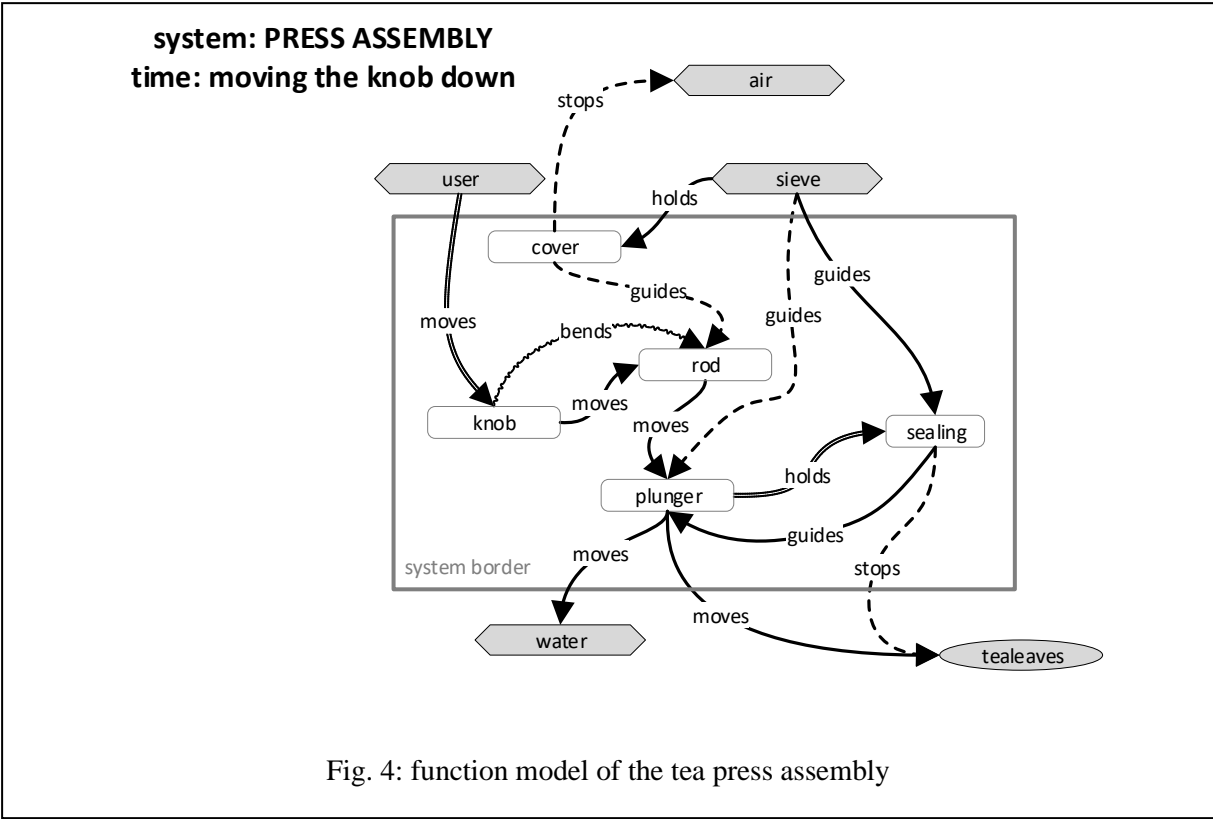 system: PRESS ASSEMBLY
time: moving the knob down
air
stops
user
sieve
holds
cover
guides
guides
guides
moves
bends
rod
moves
knob
moves
sealing
holds
plunger
guides
moves
system border
stops
moves
water
tealeaves
Fig. 4: function model of the tea press assembly